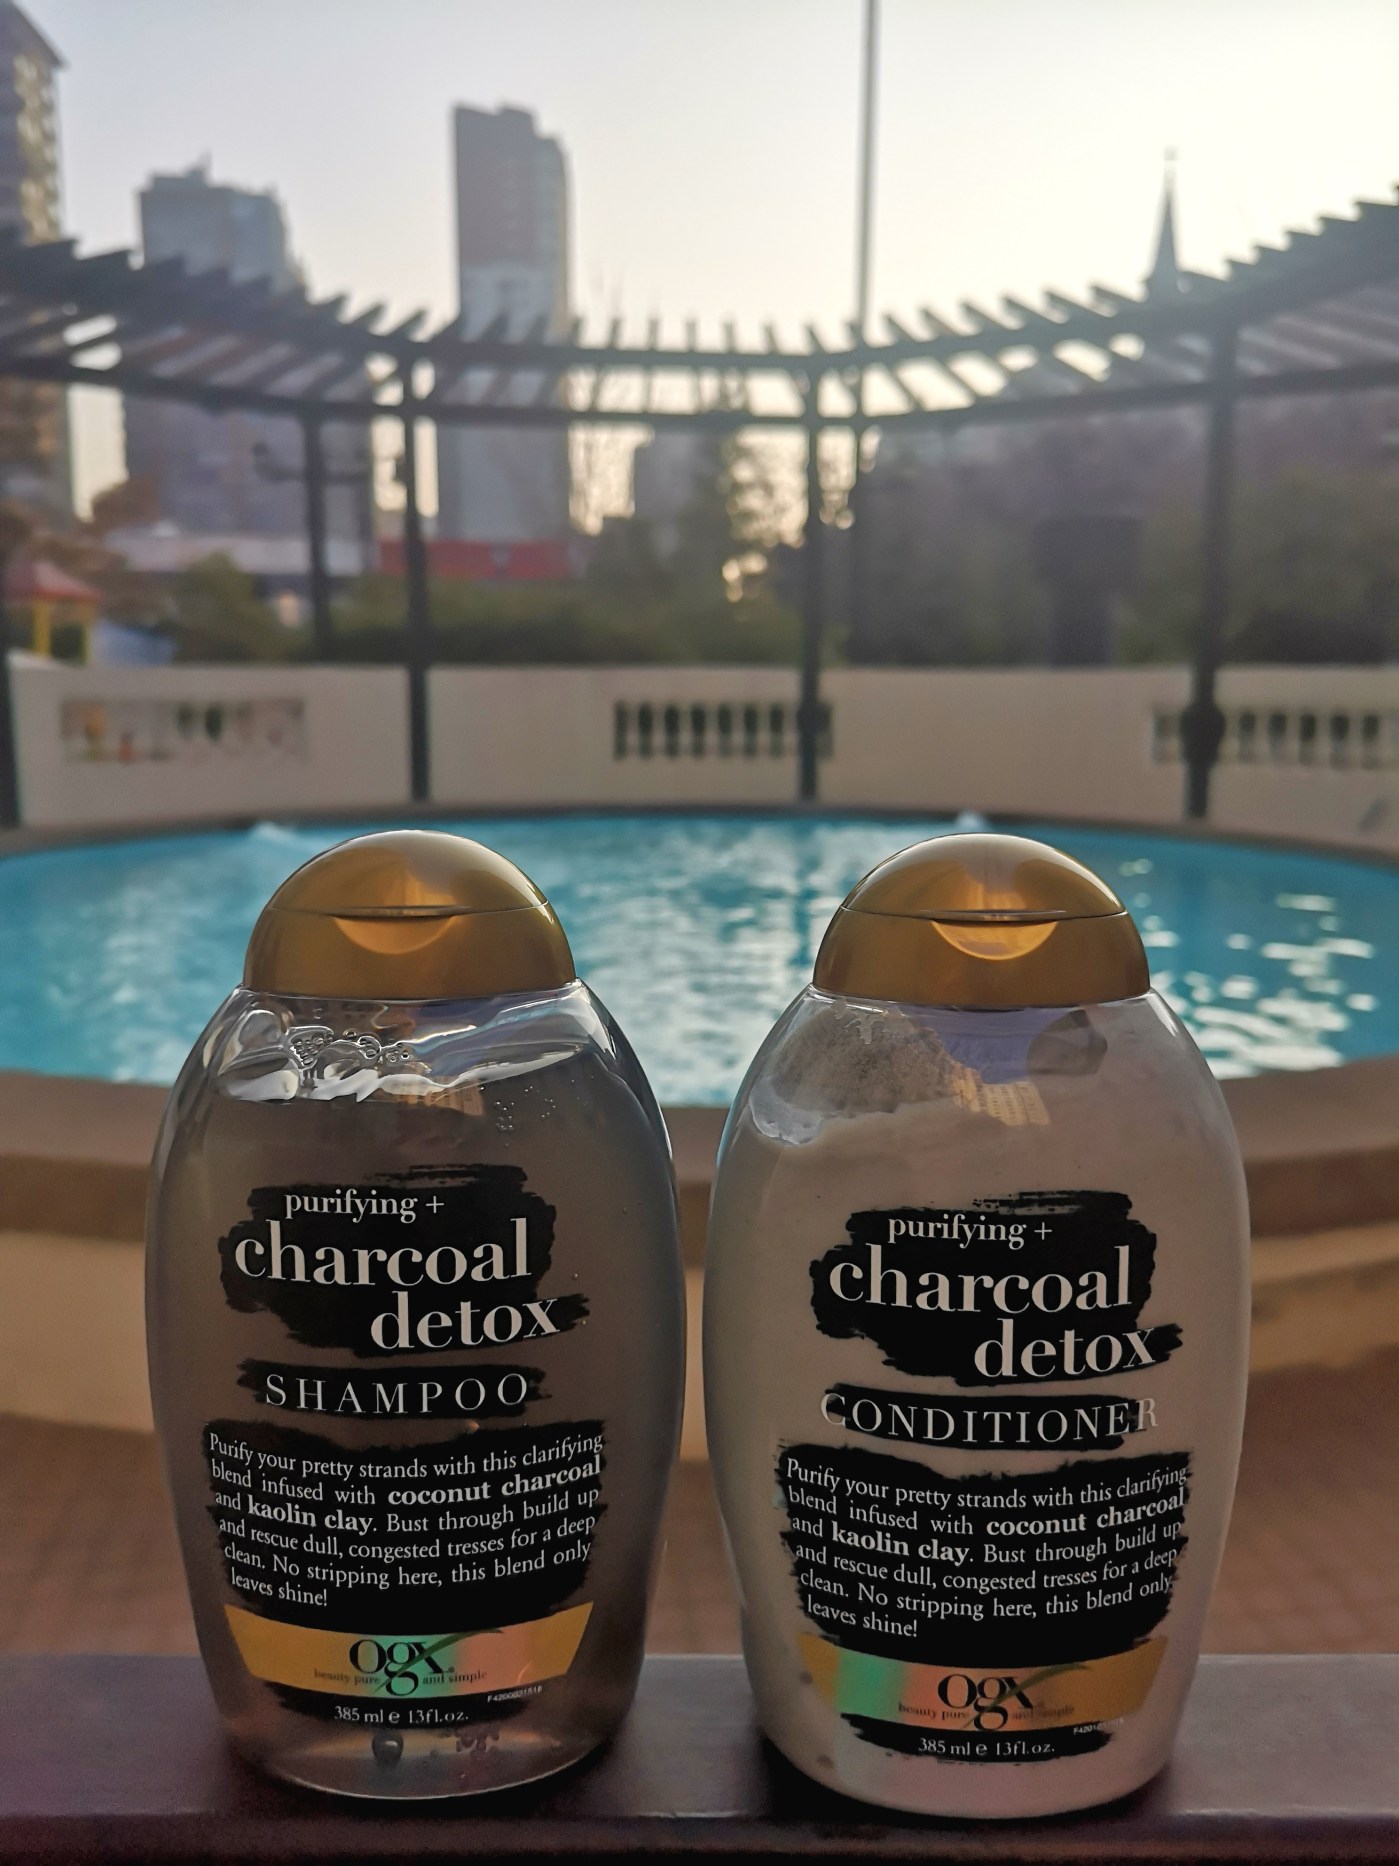 purifying +
charcoal
detox
SHAMPOO
Purify your pretty strands with this clarifying
blend infused with coconut charcoal
and kaolin clay. Bust through build up
and rescue dull, congested tresses for a deep
clean. No stripping here, this blend only
leaves shine!
ogx
beauty pure and simple
385 ml e 13fl.oz.
purifying +
charcoal
detox
CONDITIONER
Purify your pretty strands with this clarifying
blend infused with coconut charcoal
and kaolin clay. Bust through build up
and rescue dull, congested tresses for a deep
clean. No stripping here, this blend only
leaves shine!
ogx
beauty pure and simple
385 ml e 13fl.oz.